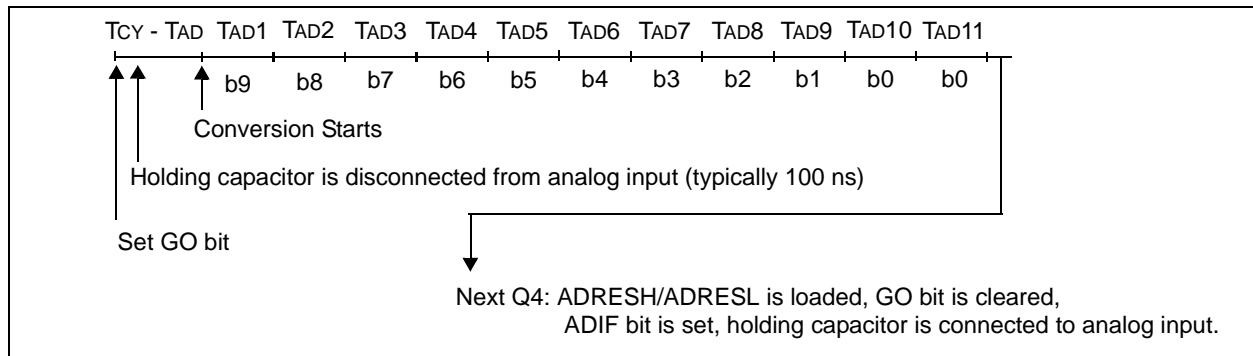 TCY - TAD TAD1 TAD2 TAD3 TAD4 TAD5 TAD6 TAD7 TAD8 TAD9 TAD10 TAD11
b9 b8 b7 b6 b5 b4 b3 b2 b1 b0 b0
Conversion Starts
Holding capacitor is disconnected from analog input (typically 100 ns)
Set GO bit
Next Q4: ADRESH/ADRESL is loaded, GO bit is cleared,
ADIF bit is set, holding capacitor is connected to analog input.